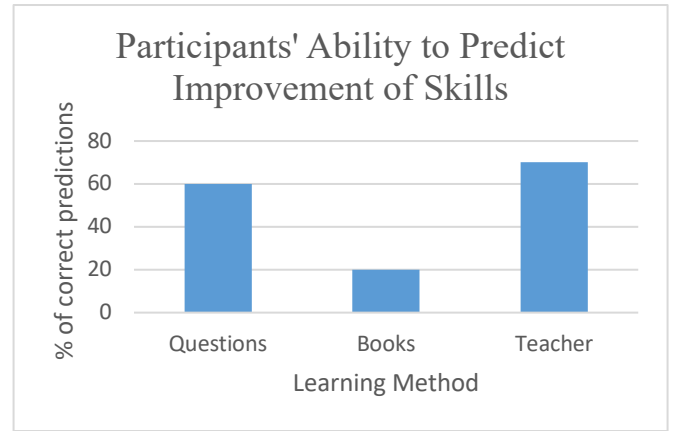 Participants' Ability to Predict
Improvement of Skills
% of correct predictions
80
60
40
20
0
Questions Books Teacher
Learning Method